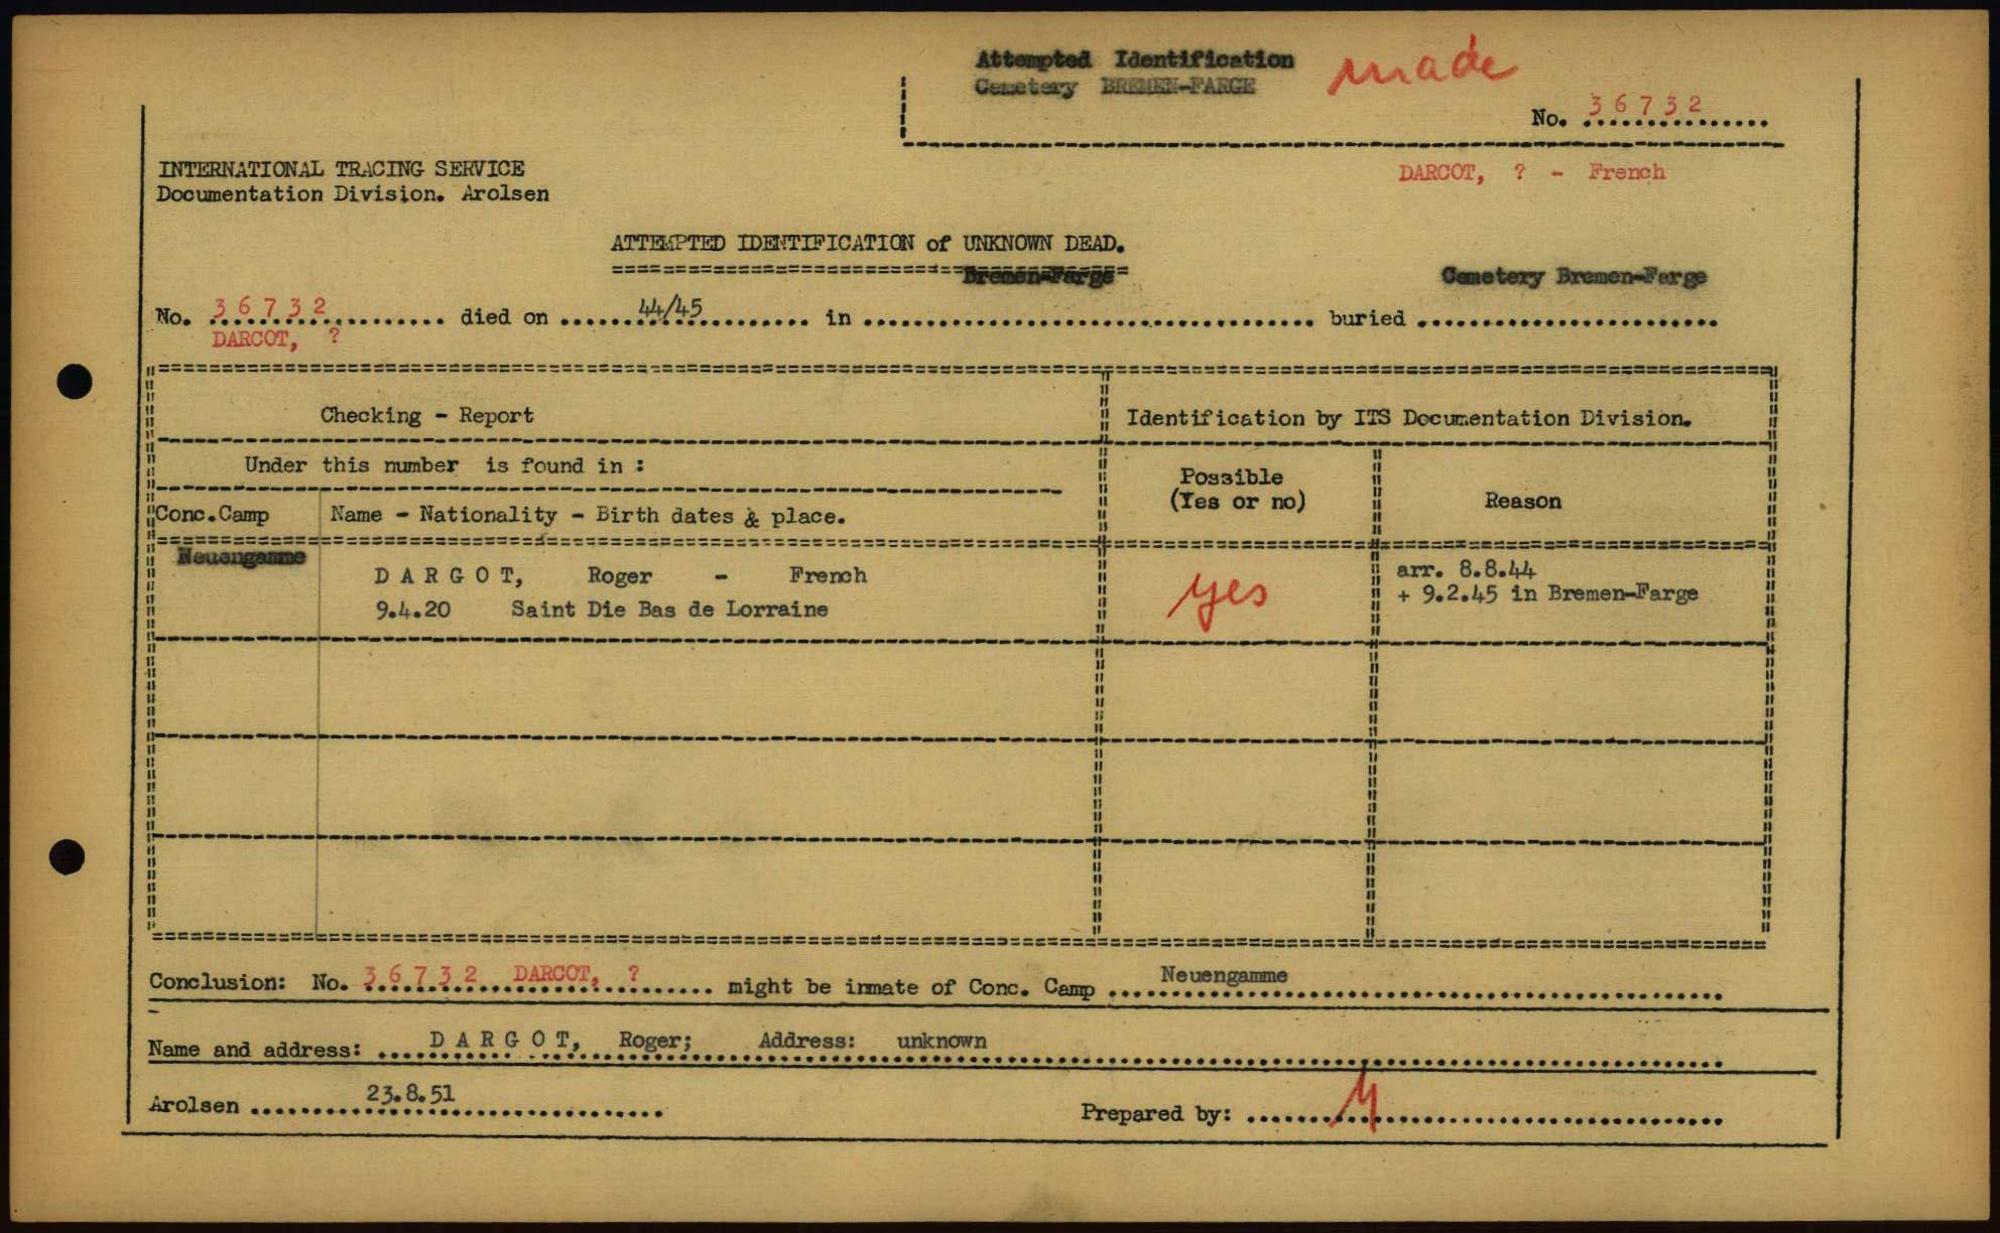 Attempted Identification made
Cemetery BREMEN-FARGE
No. 36732
INTERNATIONAL TRACING SERVICE
DARCOT, ? - French
Documentation Division. Arolsen
ATTEMPTED IDENTIFICATION of UNKNOWN DEAD.
Bremen-Farge Cemetery Bremen-Farge
No. 36732 died on 44/45 in buried
DARCOT, ?
Checking - Report Identification by ITS Documentation Division.
Under this number is found in :
Possible
(Yes or no) Reason
Conc.Camp Name - Nationality - Birth dates & place.
Neuengamme
DARGOT, Roger - French yes arr. 8.8.44
9.4.20 Saint Die Bas de Lorraine + 9.2.45 in Bremen-Farge
Conclusion: No. 36732 DARCOT, ? might be inmate of Conc. Camp Neuengamme
Name and address: DARGOT, Roger; Address: unknown
Arolsen 23.8.51 Prepared by: